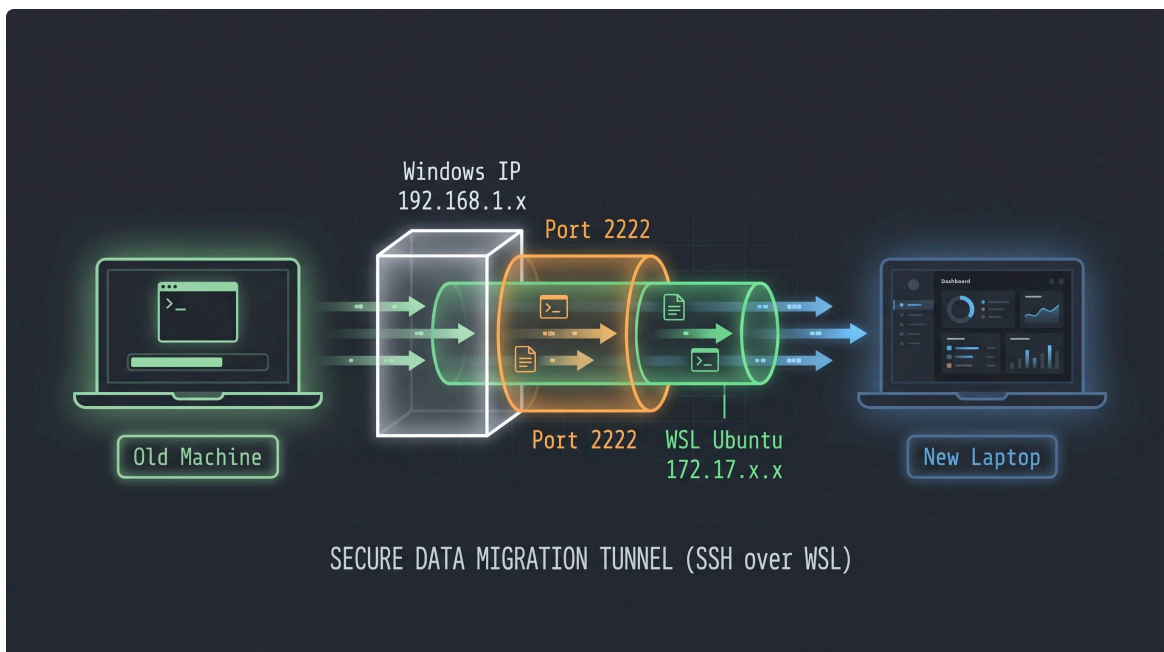 Windows IP
192.168.1.x
Port 2222
>_
Dashboard
>_
>_
Port 2222
WSL Ubuntu
172.17.x.x
Old Machine
New Laptop
SECURE DATA MIGRATION TUNNEL (SSH over WSL)